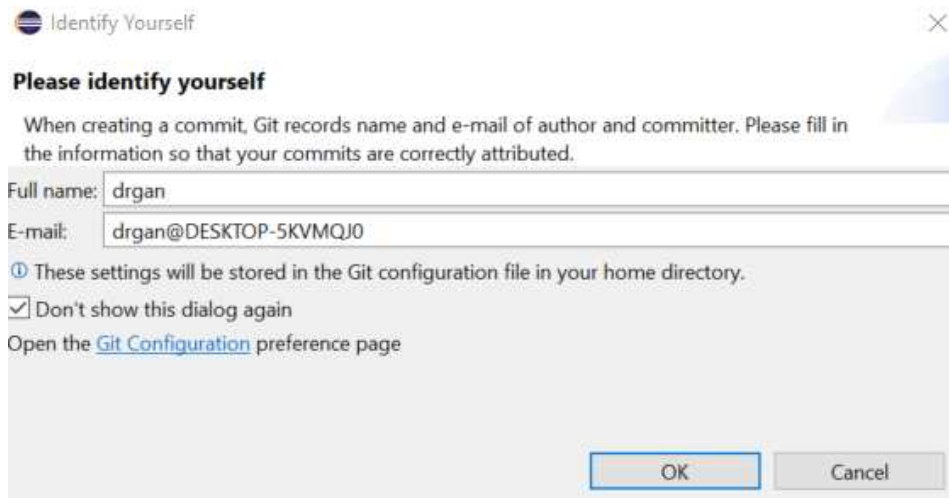 Identify Yourself
Please identify yourself
When creating a commit, Git records name and e-mail of author and committer. Please fill in
the information so that your commits are correctly attributed.
Full name: drgan
E-mail: drgan@DESKTOP-5KVMQJ0
These settings will be stored in the Git configuration file in your home directory.
Don't show this dialog again
Open the Git Configuration preference page
OK Cancel